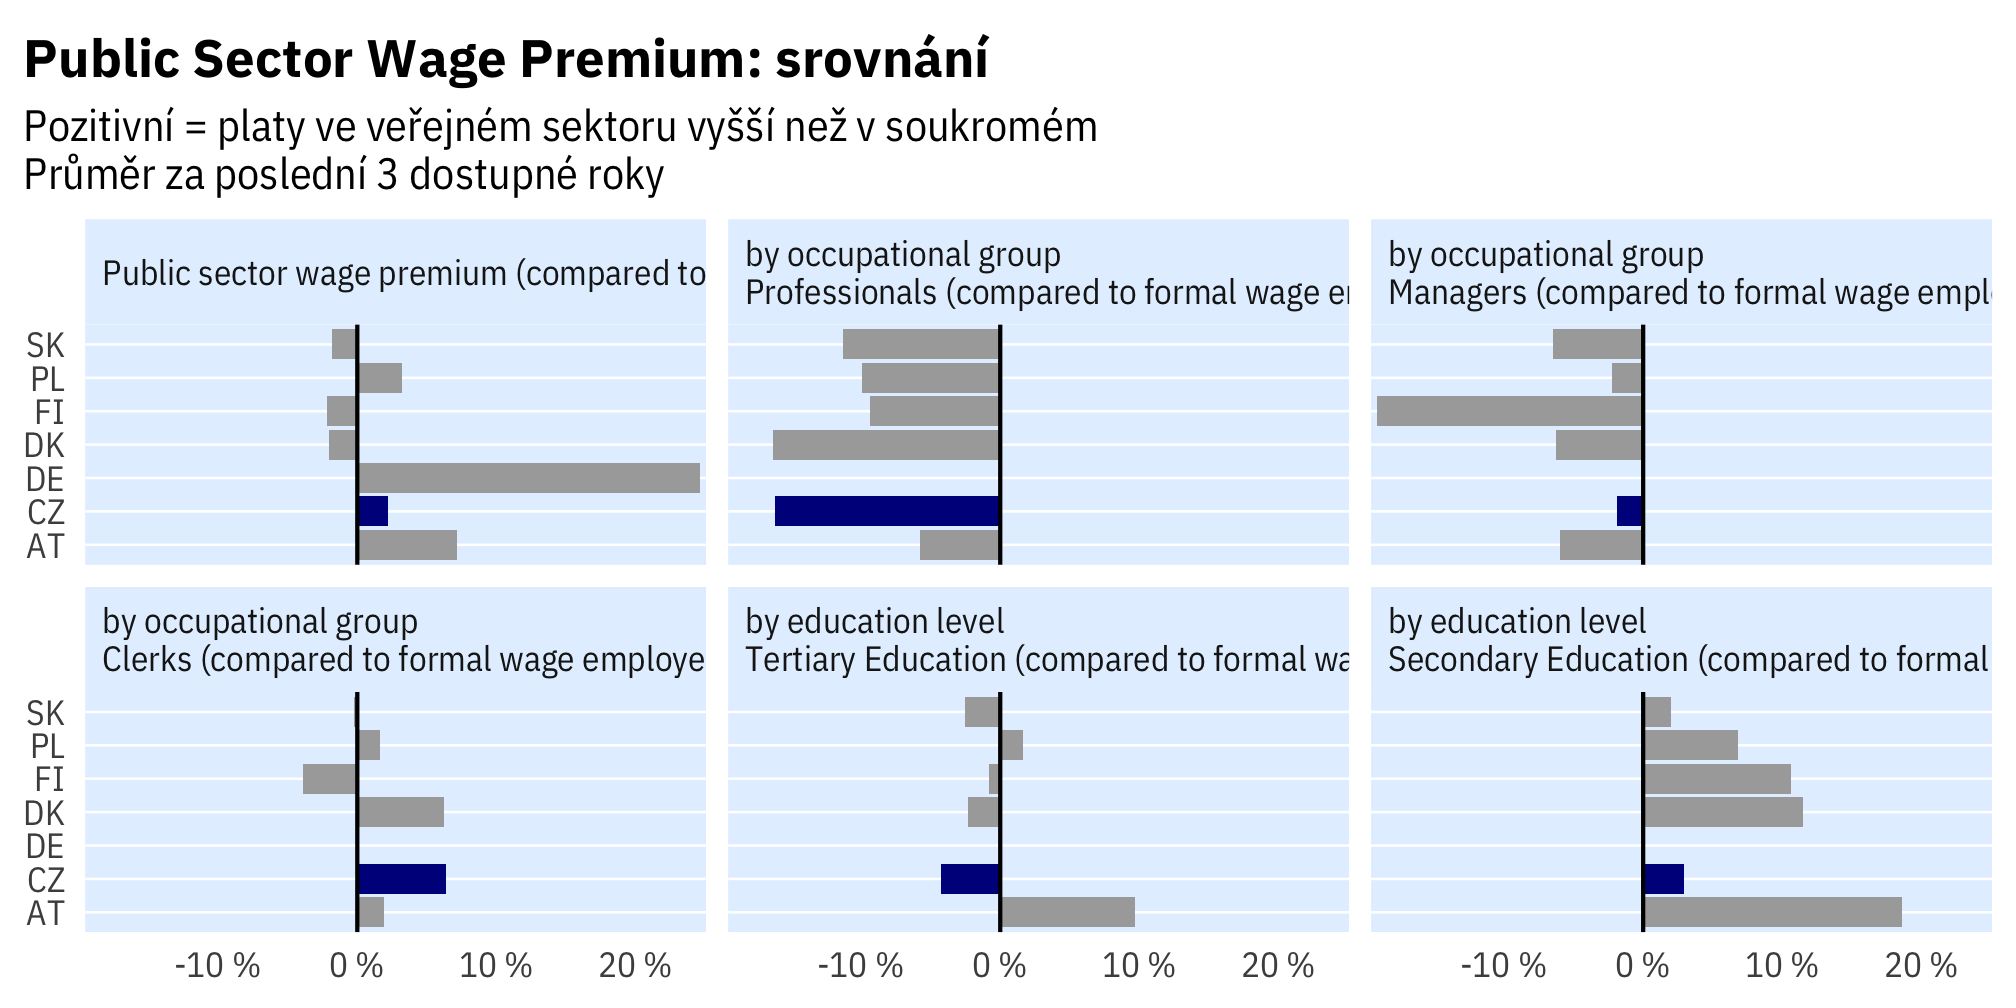 Public Sector Wage Premium: srovnání
Pozitivní = platy ve veřejném sektoru vyšší než v soukromém
Průměr za poslední 3 dostupné roky
Public sector wage premium (compared to
by occupational group
Professionals (compared to formal wage
by occupational group
Managers (compared to formal wage
SK
PL
FI
DK
DE
CZ
AT
by occupational group
Clerks (compared to formal wage employe
by education level
Tertiary Education (compared to formal
by education level
Secondary Education (compared to formal
SK
PL
FI
DK
DE
CZ
AT
-10 % 0 % 10 % 20 %
-10 % 0 % 10 % 20 %
-10 % 0 % 10 % 20 %